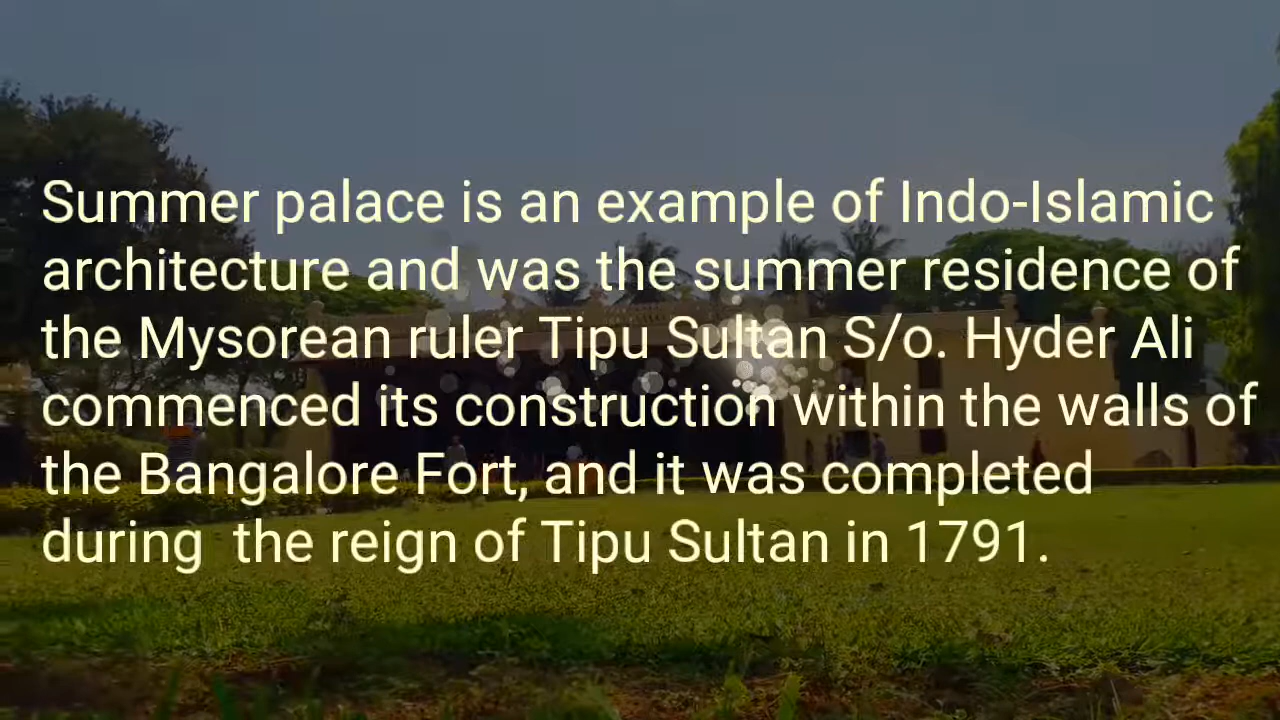 Summer palace is an example of Indo-Islamic
architecture and was the summer residence of
the Mysorean ruler Tipu Sultan S/o. Hyder Ali
commenced its construction within the walls of
the Bangalore Fort, and it was completed
during  the reign of Tipu Sultan in 1791.